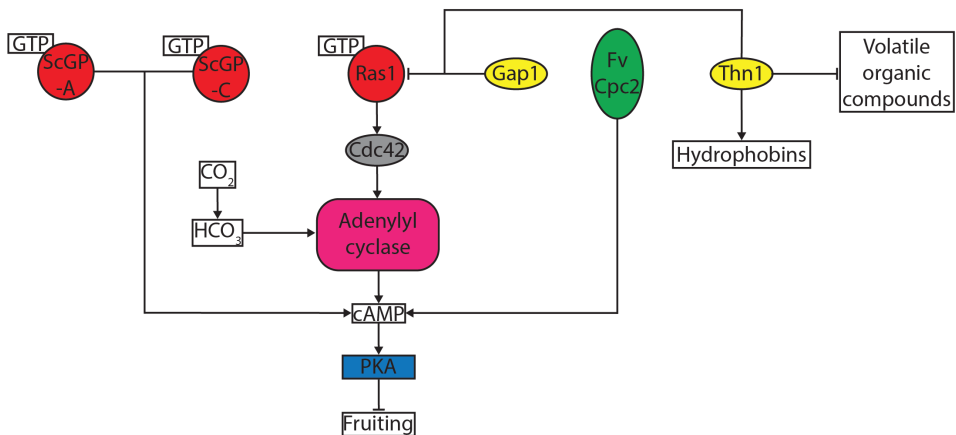 GTP
ScGP
-A
GTP
ScGP
-C
GTP
Ras1
Gap1
Fv
Cpc2
Thn1
Volatile
organic
compounds
Cdc42
Hydrophobins
CO2
HCO3
Adenylyl
cyclase
cAMP
PKA
Fruiting